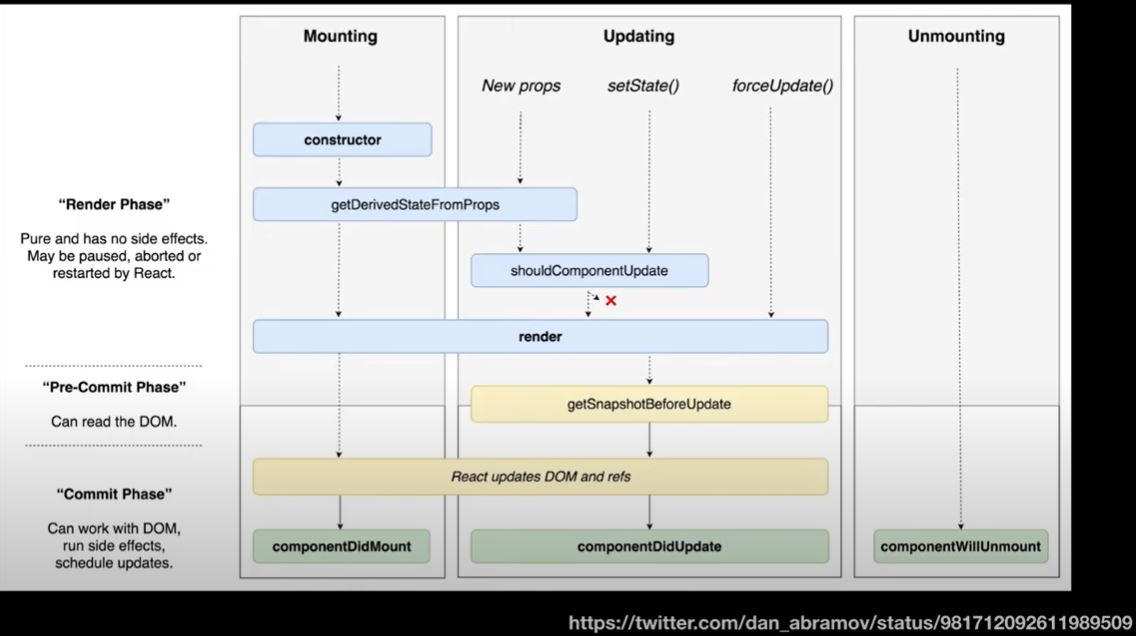 Mounting
Updating
Unmounting
New props
setState()
forceUpdate()
constructor
“Render Phase”
getDerivedStateFromProps
Pure and has no side effects.
May be paused, aborted or
restarted by React.
shouldComponentUpdate
render
“Pre-Commit Phase”
getSnapshotBeforeUpdate
Can read the DOM.
React updates DOM and refs
“Commit Phase”
Can work with DOM,
run side effects,
schedule updates.
componentDidMount
componentDidUpdate
componentWillUnmount
https://twitter.com/dan_abramov/status/981712092611989509